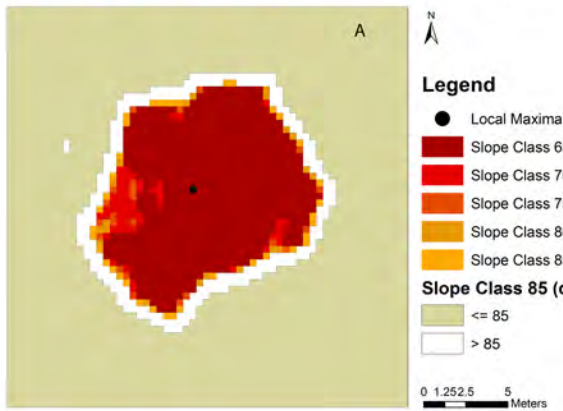 A
N
Legend
Local Maxima
Slope Class 6
Slope Class 7
Slope Class 7
Slope Class 8
Slope Class 8
Slope Class 85 (
<= 85
> 85
0 1.25 2.5 5
Meters